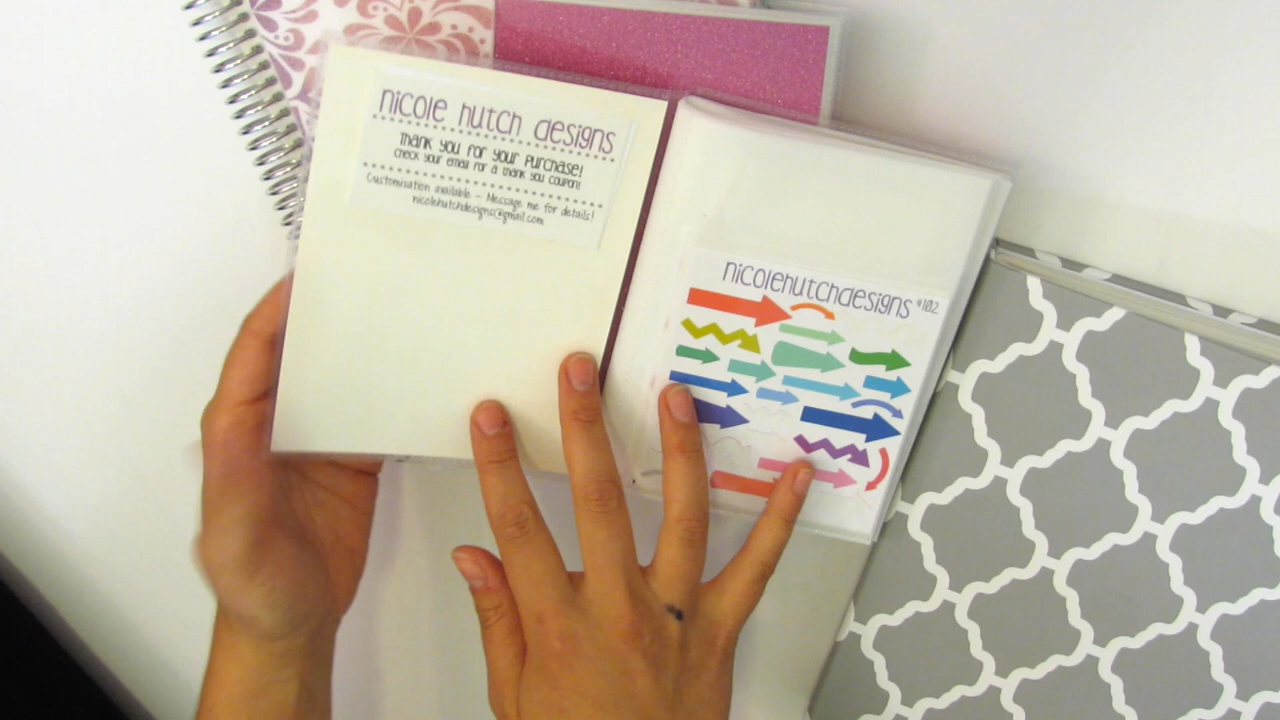 nicole hutch designs
Thank you for your purchase!
check your email for a thank you coupon!
Customization available - Message me for details!
nicolehutchdesigns@gmail.com
nicolehutchdesigns #102